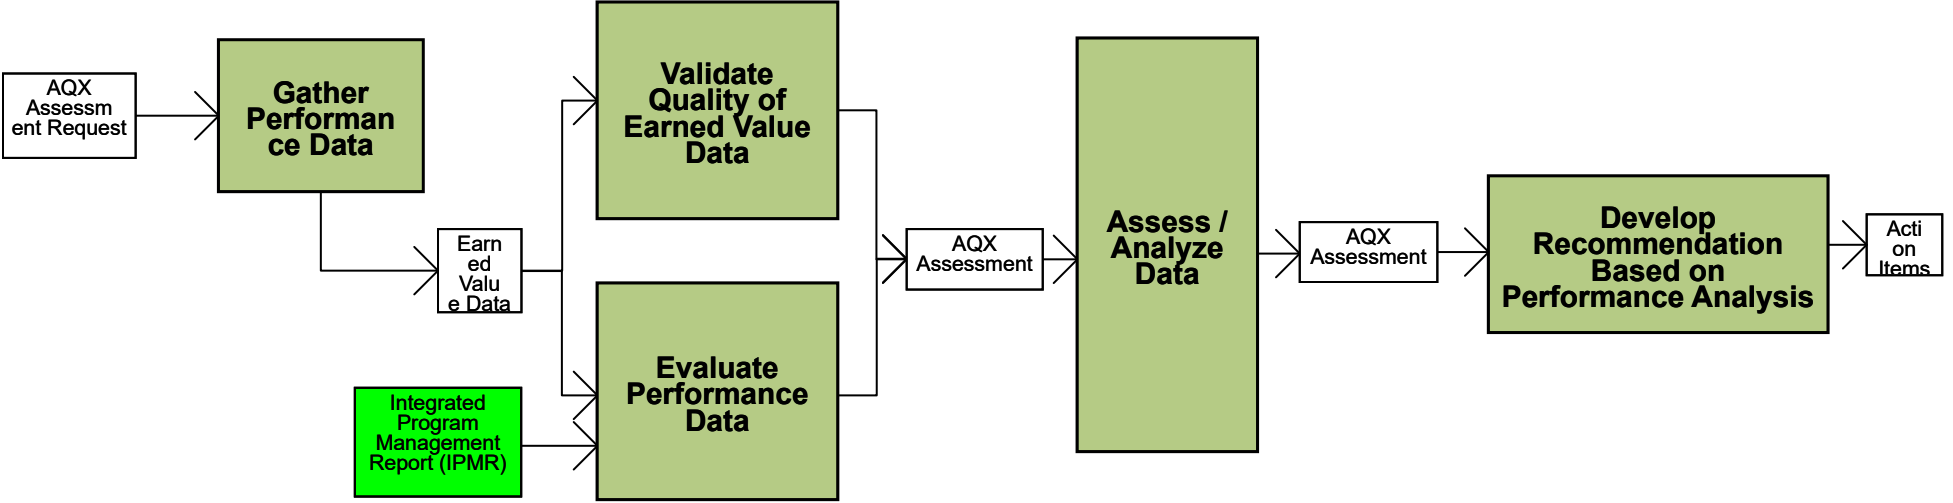 AQX
Assessm
ent Request
Gather
Performan
ce Data
Earn
ed
Valu
e Data
Integrated
Program
Management
Report (IPMR)
Validate
Quality of
Earned Value
Data
Evaluate
Performance
Data
AQX
Assessment
Assess /
Analyze
Data
AQX
Assessment
Develop
Recommendation
Based on
Performance Analysis
Acti
on
Items